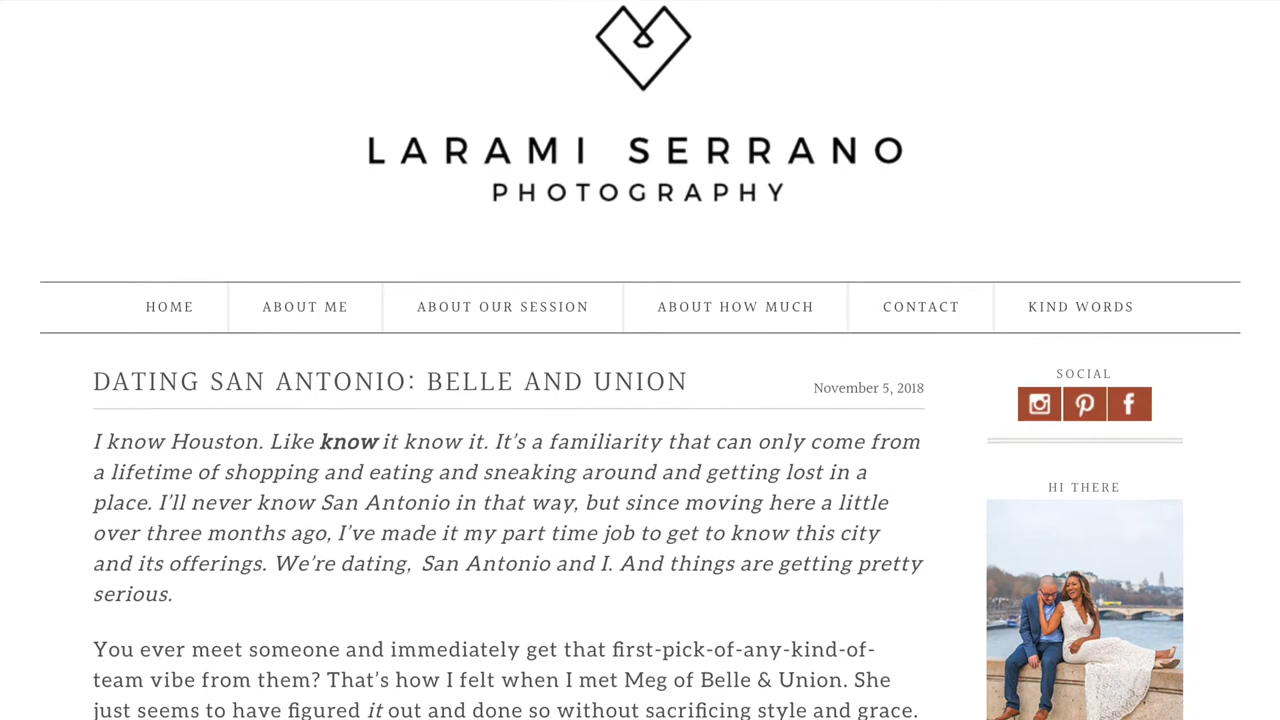 LARAMI SERRANO
PHOTOGRAPHY
HOME
ABOUT ME
ABOUT OUR SESSION
ABOUT HOW MUCH
CONTACT
KIND WORDS
DATING SAN ANTONIO: BELLE AND UNION
November 5, 2018
I know Houston. Like know it know it. It’s a familiarity that can only come from
a lifetime of shopping and eating and sneaking around and getting lost in a
place. I’ll never know San Antonio in that way, but since moving here a little
over three months ago, I’ve made it my part time job to get to know this city
and its offerings. We’re dating, San Antonio and I. And things are getting pretty
serious.
You ever meet someone and immediately get that first-pick-of-any-kind-of-
team vibe from them? That’s how I felt when I met Meg of Belle & Union. She
just seems to have figured it out and done so without sacrificing style and grace.
SOCIAL
HI THERE